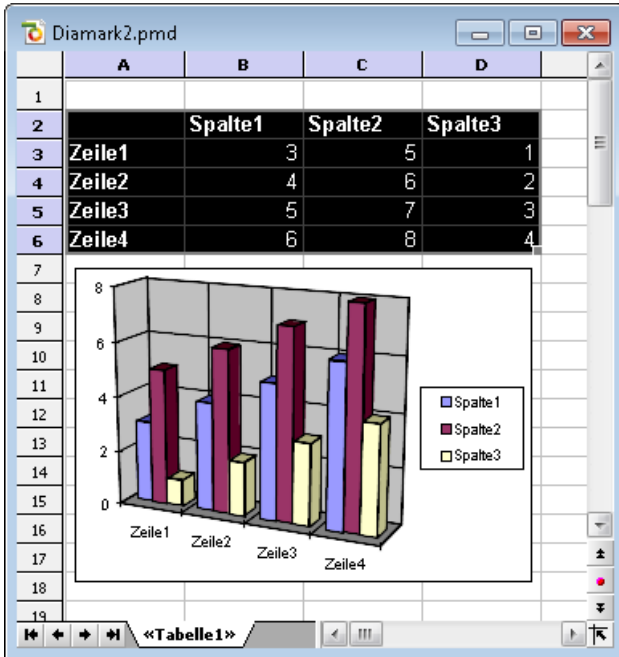 Diamark2.pmd
A B C D
1
2 Spalte1 Spalte2 Spalte3
3 Zeile1 3 5 1
4 Zeile2 4 6 2
5 Zeile3 5 7 3
6 Zeile4 6 8 4
7
8
9
10
11
12
13
14
15
16
17
18
19
8
6
4
2
0
Zeile1
Zeile2
Zeile3
Zeile4
Spalte1
Spalte2
Spalte3
«Tabelle1»